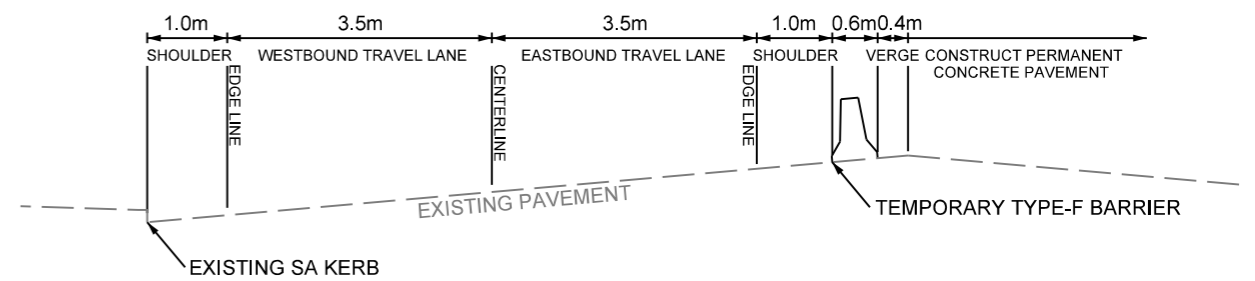 1.0m 3.5m 3.5m 1.0m 0.6m 0.4m
SHOULDER WESTBOUND TRAVEL LANE EASTBOUND TRAVEL LANE SHOULDER VERGE CONSTRUCT PERMANENT
CONCRETE PAVEMENT
EDGE LINE
CENTERLINE
EDGE LINE
EXISTING PAVEMENT
TEMPORARY TYPE-F BARRIER
EXISTING SA KERB